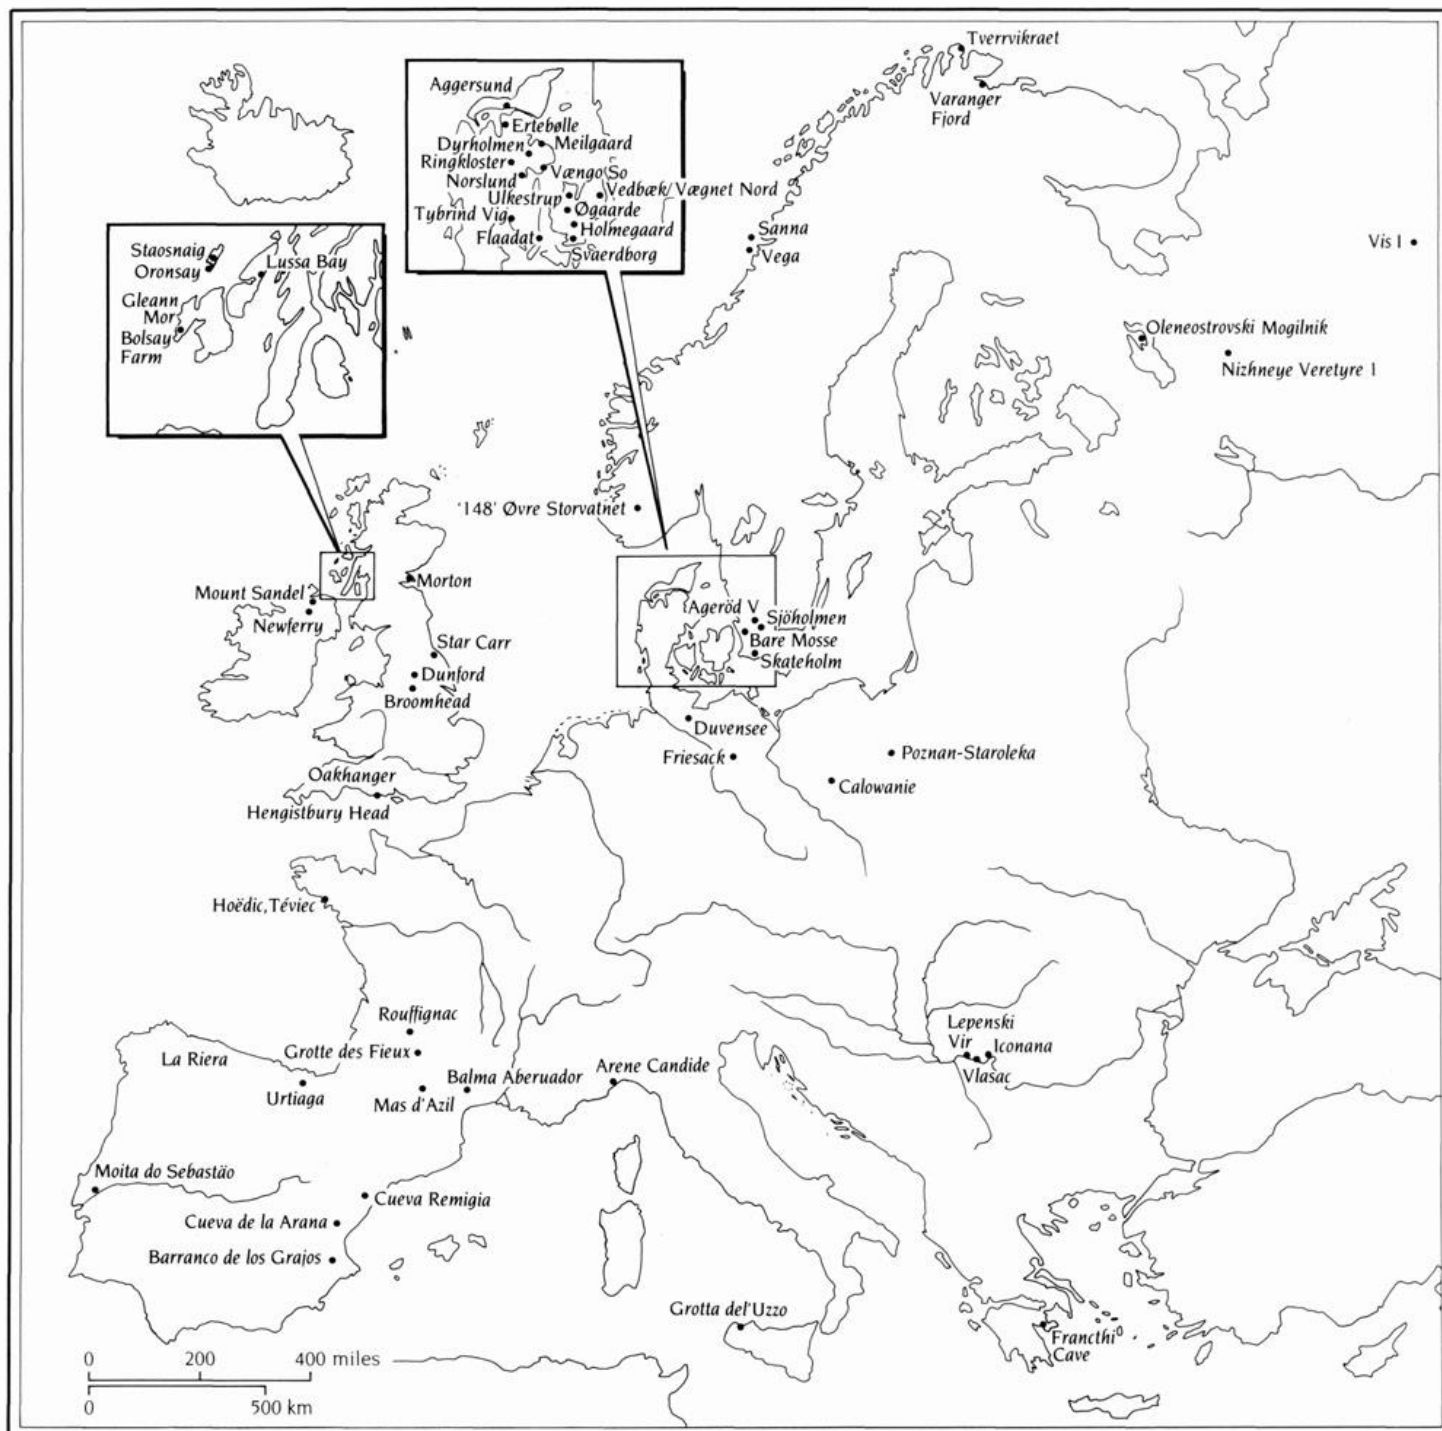 Tverrvikraet
Varanger
Fjord
Aggersund
Ertebølle
Dyrholmen
Meilgaard
Ringkloster
Vængo So
Norslund
Ulkestrup
Vedbæk/Vægnet Nord
Tybrind Vig
Øgaarde
Holmegaard
Flaadat
Svaerdborg
Sanna
Vega
Vis I
Staosnaig
Oronsay
Lussa Bay
Gleann
Mor
Bolsay
Farm
Oleneostrovski Mogilnik
Nizhneye Veretyre I
'148' Øvre Storvatnet
Morton
Mount Sandel
Newferry
Ageröd V
Sjöholmen
Bare Mosse
Skateholm
Star Carr
Dunford
Broomhead
Duvensee
Friesack
Poznan-Staroleka
Calowanie
Oakhanger
Hengistbury Head
Hoëdic, Téviec
Rouffignac
Grotte des Fieux
La Riera
Urtiaga
Mas d'Azil
Balma Aberuador
Arene Candide
Lepenski
Vir
Iconana
Vlasac
Moita do Sebastäo
Cueva Remigia
Cueva de la Arana
Barranco de los Grajos
Grotta del'Uzzo
Francthi
Cave
0 200 400 miles
0 500 km